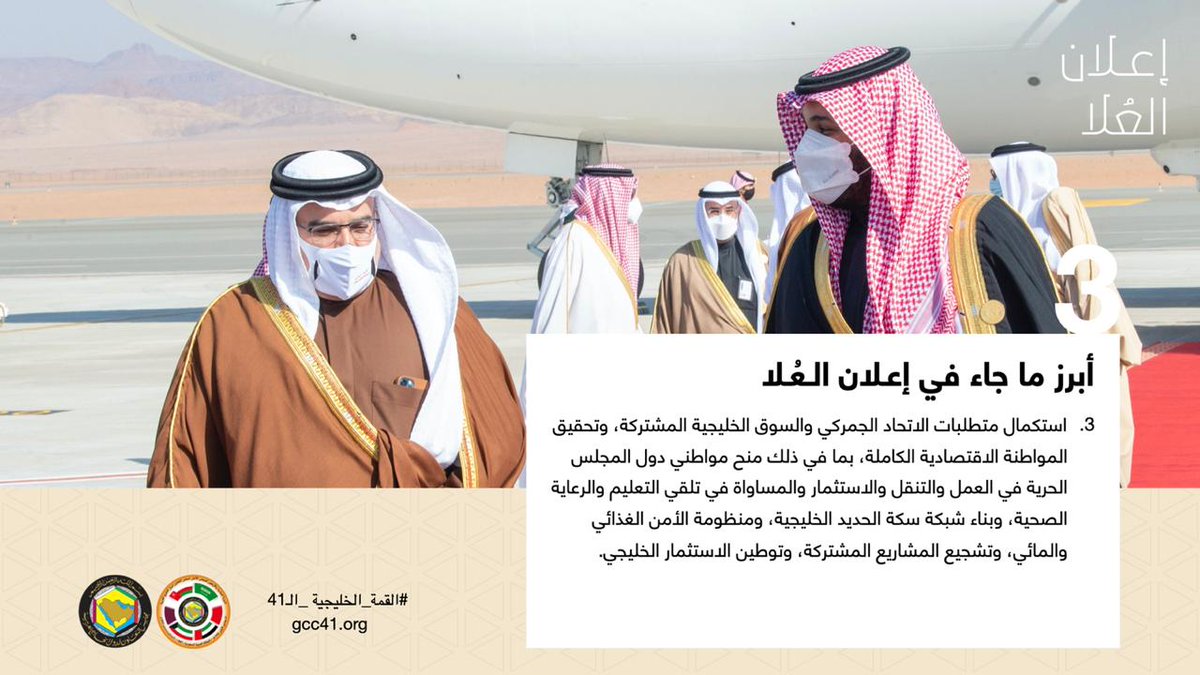 إعلان
العُلا
3
أبرز ما جاء في إعلان العُلا
3. استكمال متطلبات الاتحاد الجمركي والسوق الخليجية المشتركة، وتحقيق
المواطنة الاقتصادية الكاملة، بما في ذلك منح مواطني دول المجلس
الحرية في العمل والتنقل والاستثمار والمساواة في تلقي التعليم والرعاية
الصحية، وبناء شبكة سكة الحديد الخليجية، ومنظومة الأمن الغذائي
والمائي، وتشجيع المشاريع المشتركة، وتوطين الاستثمار الخليجي.
#القمة_الخليجية _الـ41
gcc41.org